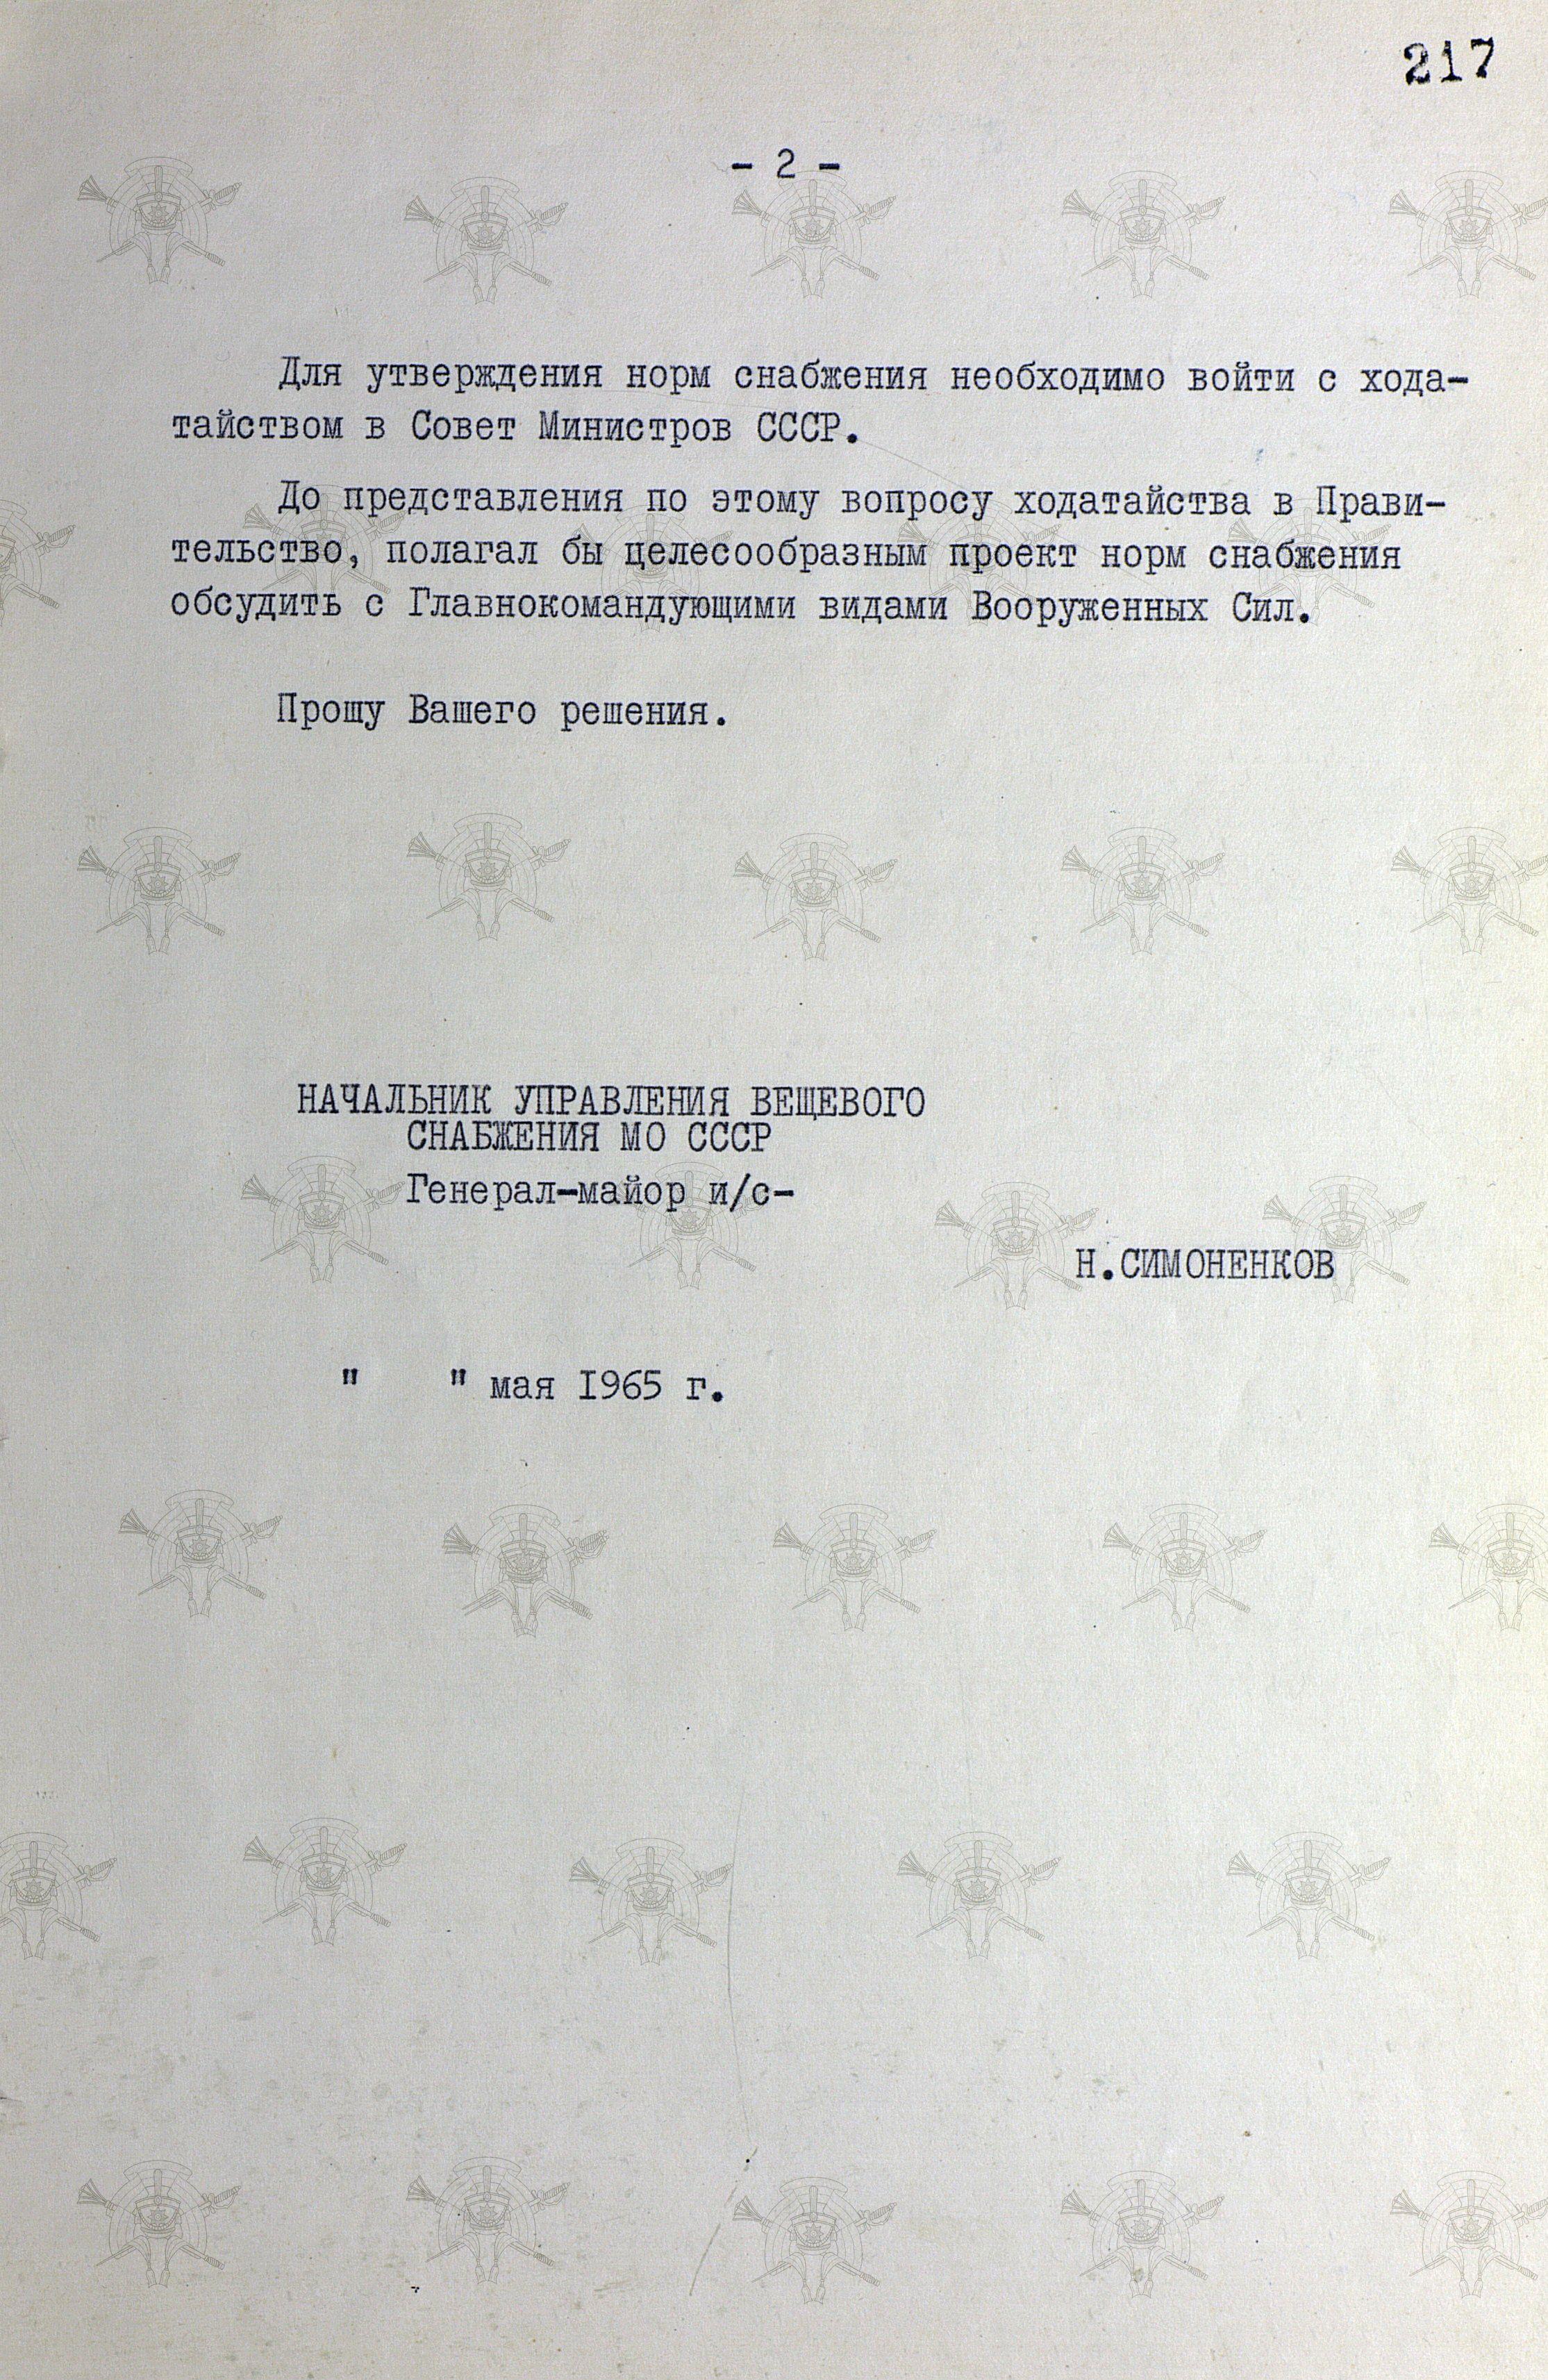 217
- 2 -
Для утверждения норм снабжения необходимо войти с хода-
тайством в Совет Министров СССР.
До представления по этому вопросу ходатайства в Прави-
тельство, полагал бы целесообразным проект норм снабжения
обсудить с Главнокомандующими видами Вооруженных Сил.
Прошу Вашего решения.
НАЧАЛЬНИК УПРАВЛЕНИЯ ВЕЩЕВОГО
СНАБЖЕНИЯ МО СССР
Генерал-майор и/с-
Н.СИМОНЕНКОВ
"    " мая I965 г.